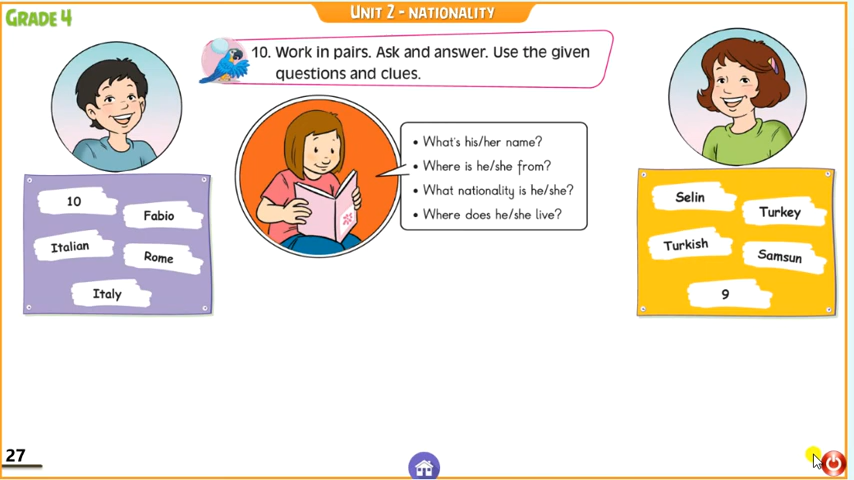 GRADE 4
UNIT 2 - NATIONALITY
10. Work in pairs. Ask and answer. Use the given
questions and clues.
• What's his/her name?
• Where is he/she from?
• What nationality is he/she?
• Where does he/she live?
10
Fabio
Italian
Rome
Italy
Selin
Turkey
Turkish
Samsun
9
27